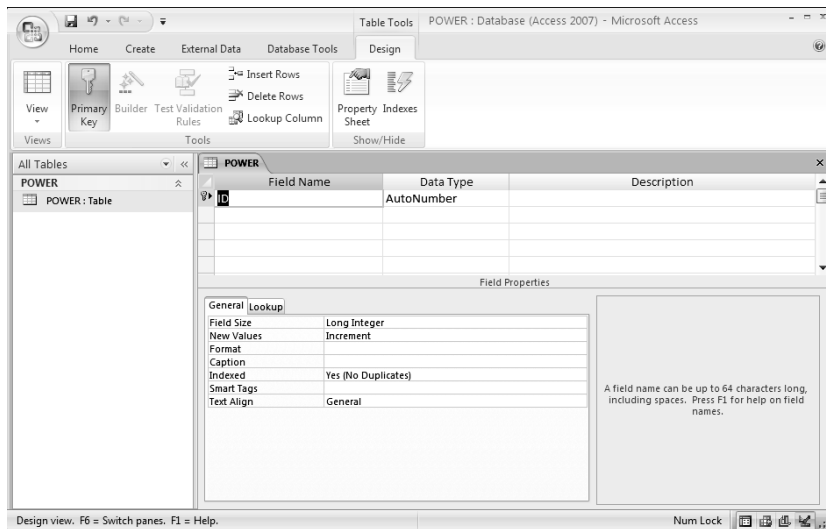 Table Tools POWER : Database (Access 2007) - Microsoft Access
Home Create External Data Database Tools Design
View
Views
Primary Key
Builder
Test Validation Rules
Insert Rows
Delete Rows
Lookup Column
Tools
Property Sheet
Indexes
Show/Hide
All Tables
POWER
POWER : Table
POWER
Field Name Data Type Description
ID AutoNumber
Field Properties
General Lookup
Field Size Long Integer
New Values Increment
Format
Caption
Indexed Yes (No Duplicates)
Smart Tags
Text Align General
A field name can be up to 64 characters long,
including spaces. Press F1 for help on field
names.
Design view. F6 = Switch panes. F1 = Help. Num Lock